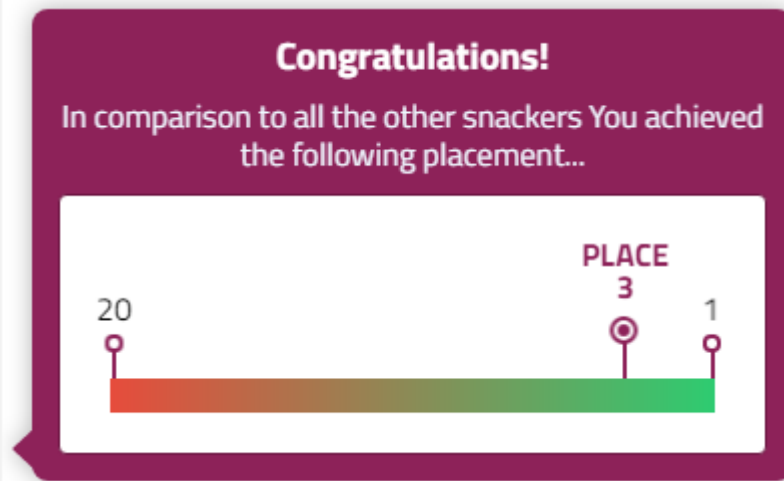 Congratulations!
In comparison to all the other snackers You achieved
the following placement...
PLACE
3
20
1